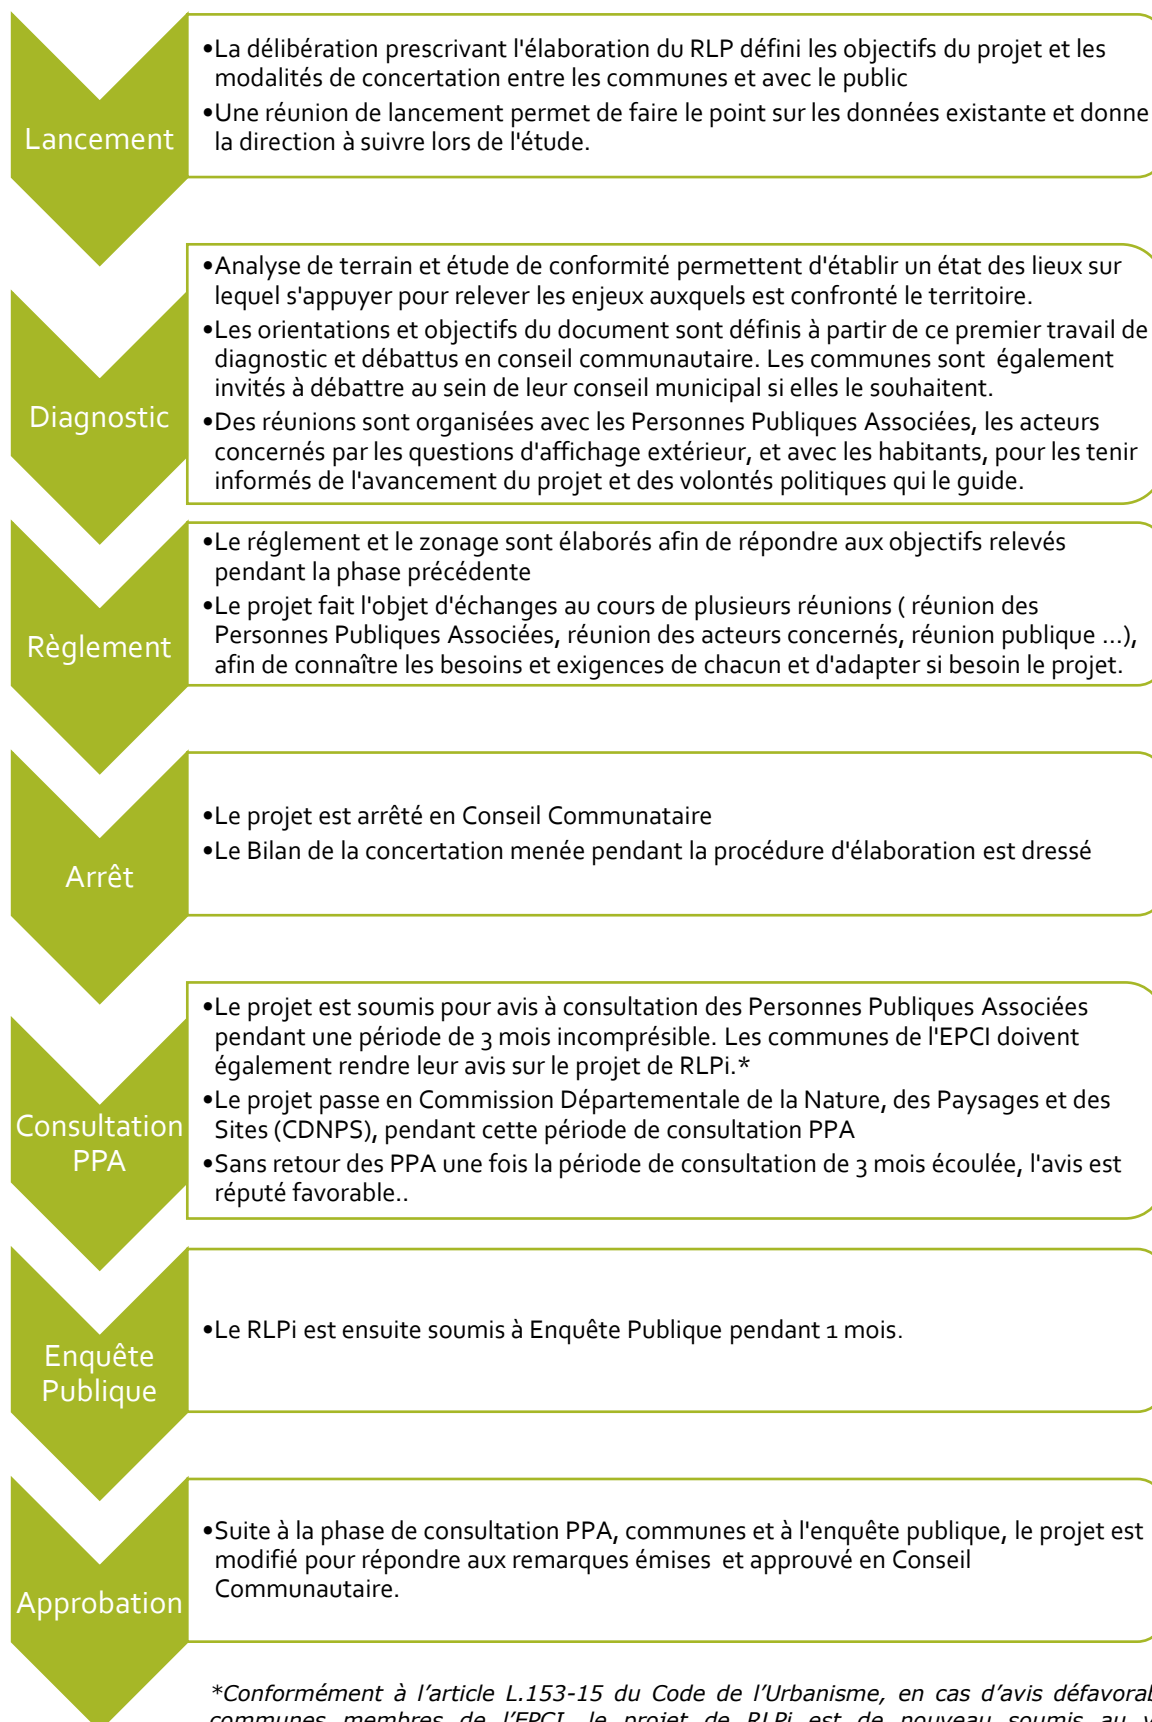 Lancement
•La délibération prescrivant l'élaboration du RLP défini les objectifs du projet et les
modalités de concertation entre les communes et avec le public
•Une réunion de lancement permet de faire le point sur les données existante et donne
la direction à suivre lors de l'étude.
Diagnostic
•Analyse de terrain et étude de conformité permettent d'établir un état des lieux sur
lequel s'appuyer pour relever les enjeux auxquels est confronté le territoire.
•Les orientations et objectifs du document sont définis à partir de ce premier travail de
diagnostic et débattus en conseil communautaire. Les communes sont également
invités à débattre au sein de leur conseil municipal si elles le souhaitent.
•Des réunions sont organisées avec les Personnes Publiques Associées, les acteurs
concernés par les questions d'affichage extérieur, et avec les habitants, pour les tenir
informés de l'avancement du projet et des volontés politiques qui le guide.
Règlement
•Le réglement et le zonage sont élaborés afin de répondre aux objectifs relevés
pendant la phase précédente
•Le projet fait l'objet d'échanges au cours de plusieurs réunions ( réunion des
Personnes Publiques Associées, réunion des acteurs concernés, réunion publique ...),
afin de connaître les besoins et exigences de chacun et d'adapter si besoin le projet.
Arrêt
•Le projet est arrêté en Conseil Communataire
•Le Bilan de la concertation menée pendant la procédure d'élaboration est dressé
Consultation
PPA
•Le projet est soumis pour avis à consultation des Personnes Publiques Associées
pendant une période de 3 mois incomprésible. Les communes de l'EPCI doivent
également rendre leur avis sur le projet de RLPi.*
•Le projet passe en Commission Départementale de la Nature, des Paysages et des
Sites (CDNPS), pendant cette période de consultation PPA
•Sans retour des PPA une fois la période de consultation de 3 mois écoulée, l'avis est
réputé favorable..
Enquête
Publique
•Le RLPi est ensuite soumis à Enquête Publique pendant 1 mois.
Approbation
•Suite à la phase de consultation PPA, communes et à l'enquête publique, le projet est
modifié pour répondre aux remarques émises et approuvé en Conseil
Communautaire.
*Conformément à l'article L.153-15 du Code de l'Urbanisme, en cas d'avis
communes membres de l'EPCI, le projet de RLPi est de nouveau soumis au